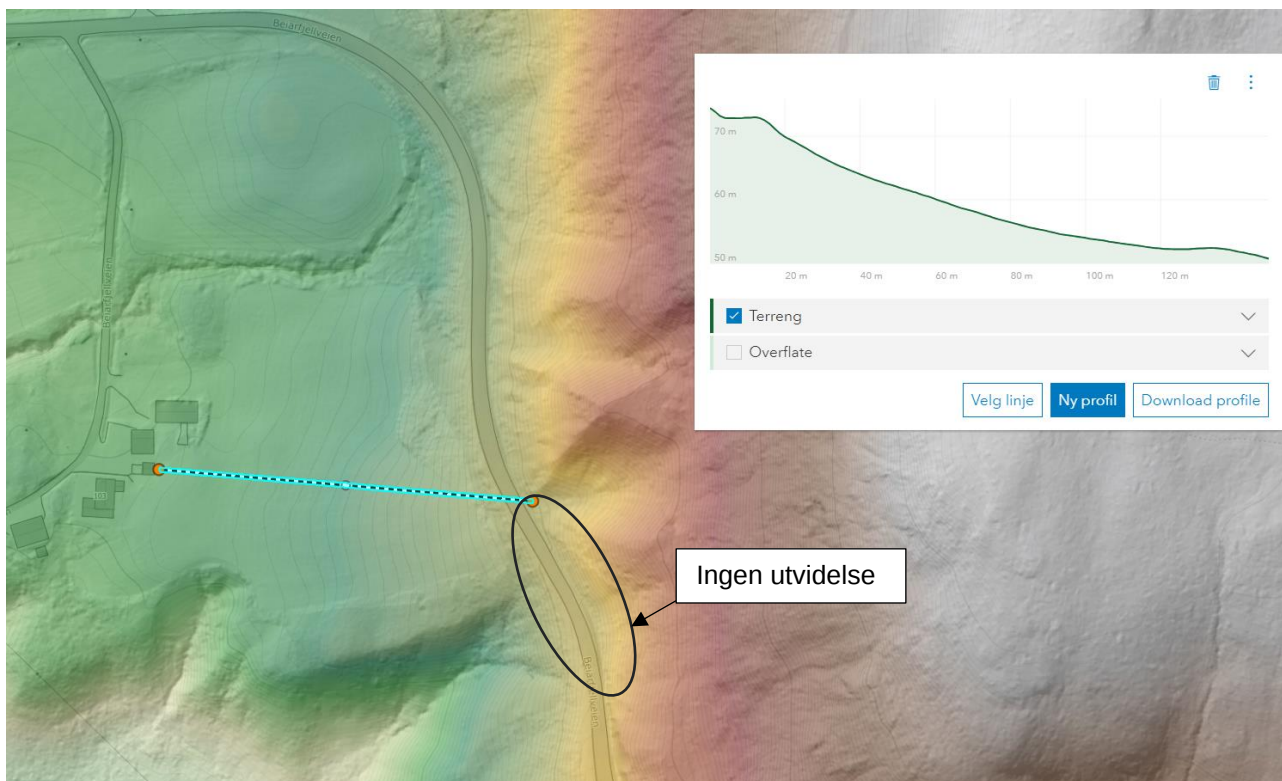 Beiarfjellveien
70 m
60 m
50 m
20 m
40 m
60 m
80 m
100 m
120 m
Terreng
Overflate
Velg linje
Ny profil
Download profile
Beiarfjellveien
103
Ingen utvidelse
Beiarfjellveien